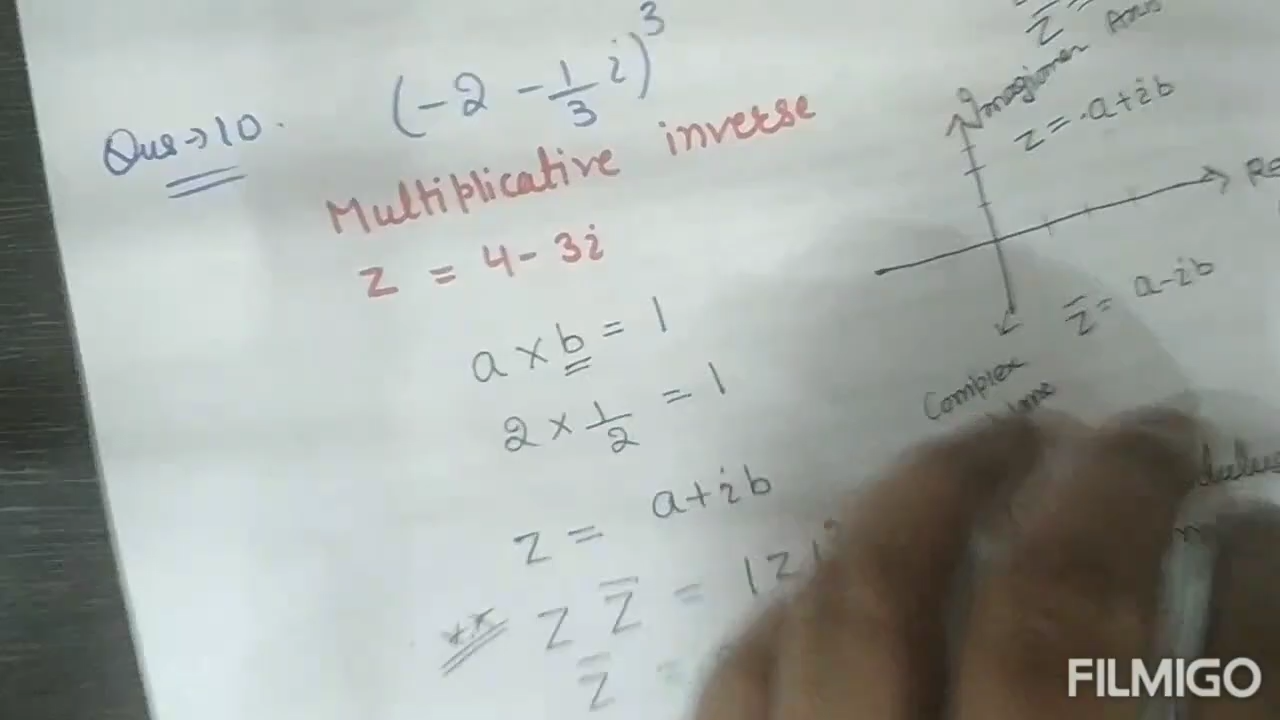 (-2 - 1/3 i)³
Que→10.
Multiplicative inverse
z = 4 - 3i
a × b = 1
2 × 1/2 = 1
z = a+ib
** z z̄ = |z|
z̄ =
z̄
Imaginary Axis
z = a+ib
z̄ = a-ib
Complex
FILMIGO